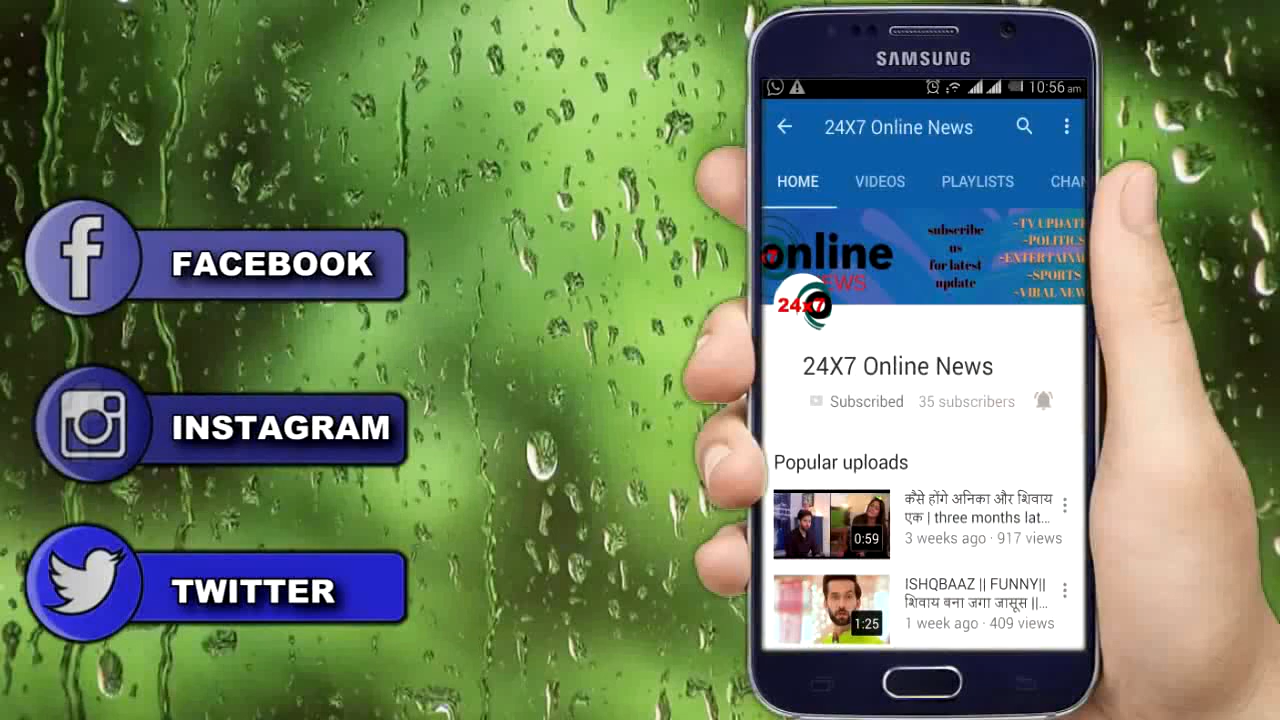 FACEBOOK
INSTAGRAM
TWITTER
SAMSUNG
10:56 am
24X7 Online News
HOME VIDEOS PLAYLISTS CHAN
online
NEWS
subscribe
us
for latest
update
~TV UPDATE
~POLITICS
~ENTERTAINM
~SPORTS
~VIRAL NEW
24x7
24X7 Online News
Subscribed 35 subscribers
Popular uploads
कैसे होंगे अनिका और शिवाय
एक | three months lat...
3 weeks ago · 917 views
0:59
ISHQBAAZ || FUNNY||
शिवाय बना जगा जासूस ||...
1 week ago · 409 views
1:25